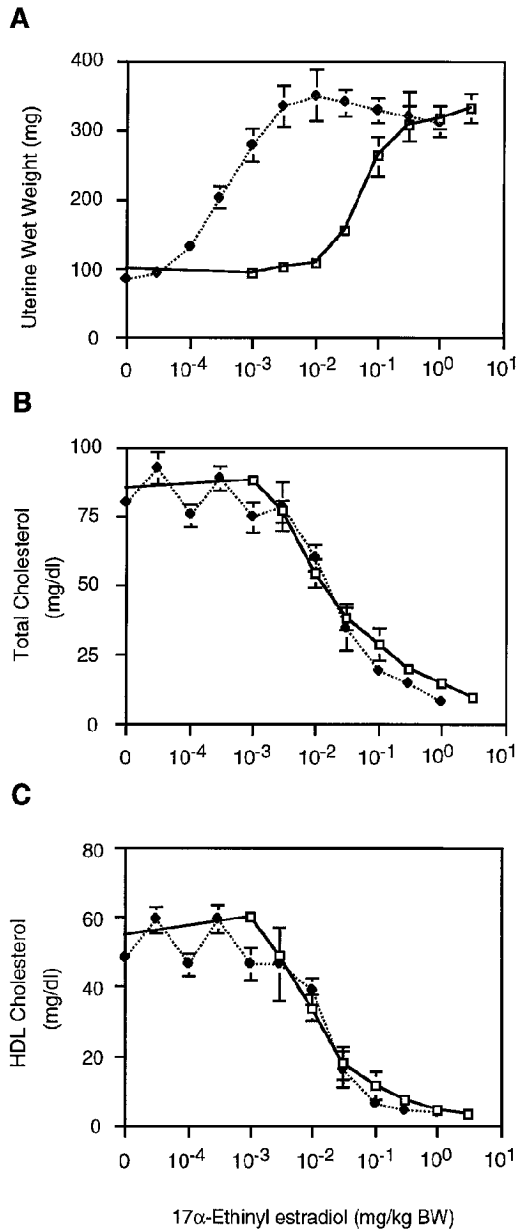 A
Uterine Wet Weight (mg)
400
300
200
100
0
0 10⁻⁴ 10⁻³ 10⁻² 10⁻¹ 10⁰ 10¹
B
Total Cholesterol
(mg/dl)
100
75
50
25
0
0 10⁻⁴ 10⁻³ 10⁻² 10⁻¹ 10⁰ 10¹
C
HDL Cholesterol
(mg/dl)
80
60
40
20
0
0 10⁻⁴ 10⁻³ 10⁻² 10⁻¹ 10⁰ 10¹
17α-Ethinyl estradiol (mg/kg BW)